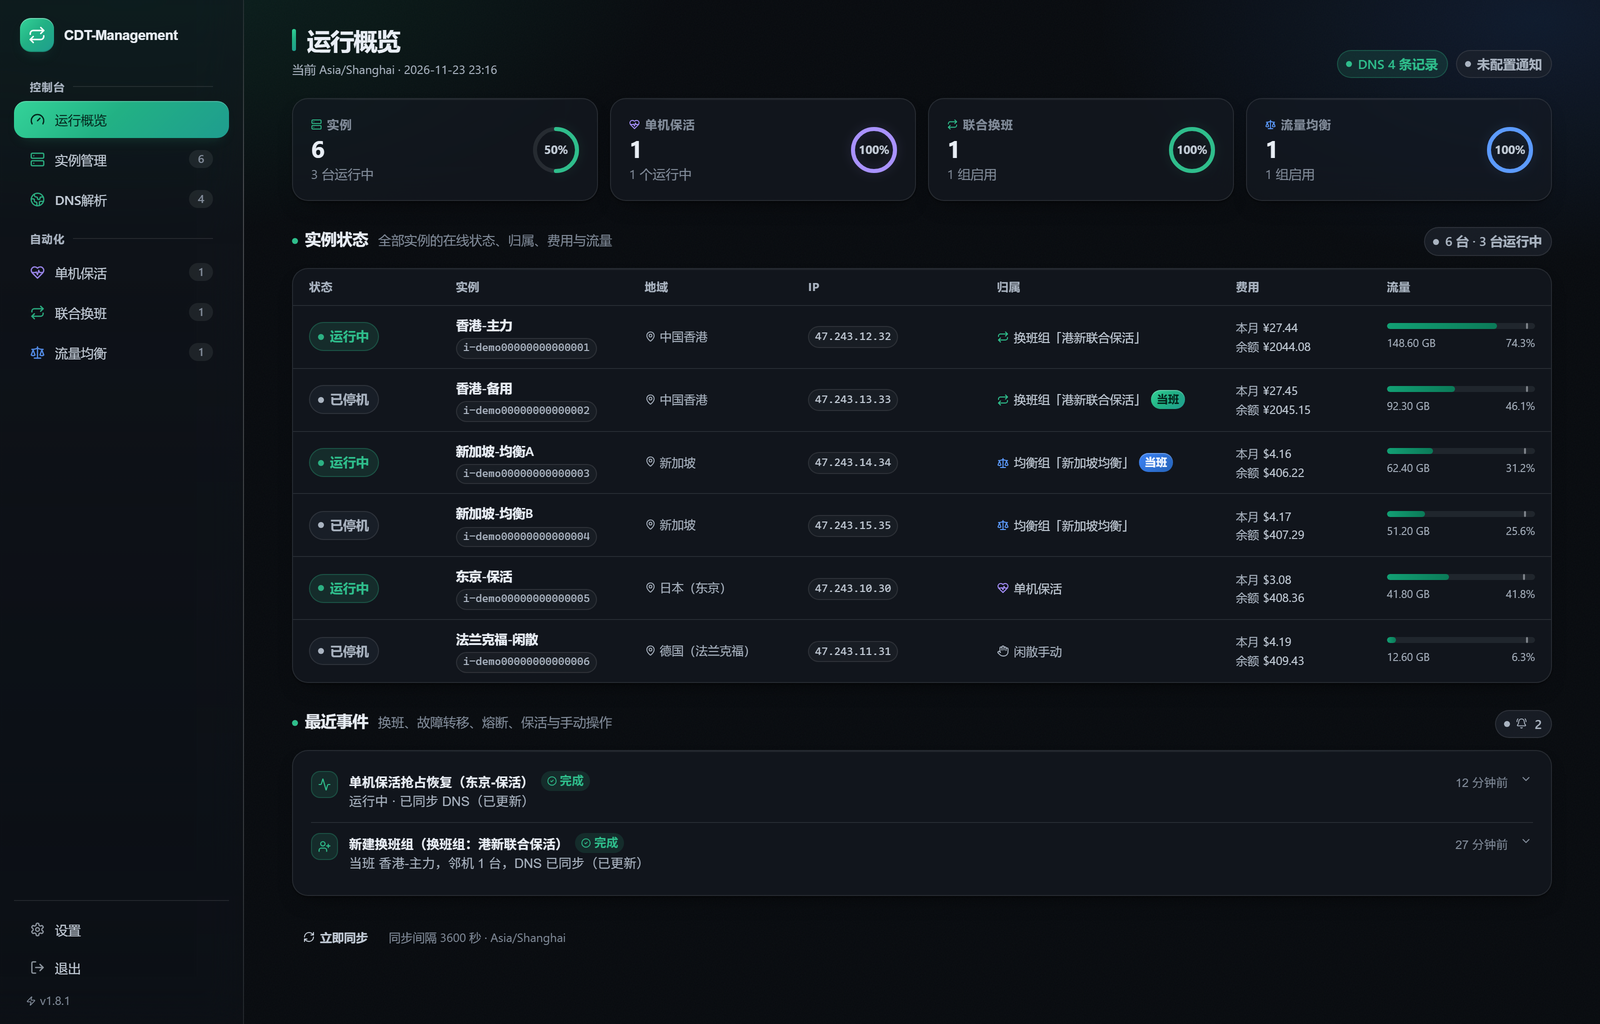 CDT-Management
控制台
运行概览
实例管理 6
DNS解析 4
自动化
单机保活 1
联合换班 1
流量均衡 1
设置
退出
v1.8.1
运行概览
当前 Asia/Shanghai · 2026-11-23 23:16
DNS 4 条记录
未配置通知
实例
6
3 台运行中
50%
单机保活
1
1 个运行中
100%
联合换班
1
1 组启用
100%
流量均衡
1
1 组启用
100%
实例状态 全部实例的在线状态、归属、费用与流量
6 台 · 3 台运行中
状态 实例 地域 IP 归属 费用 流量
运行中
香港-主力
i-demo00000000000001
中国香港
47.243.12.32
换班组「港新联合保活」
本月 ¥27.44
余额 ¥2044.08
148.60 GB 74.3%
已停机
香港-备用
i-demo00000000000002
中国香港
47.243.13.33
换班组「港新联合保活」 当班
本月 ¥27.45
余额 ¥2045.15
92.30 GB 46.1%
运行中
新加坡-均衡A
i-demo00000000000003
新加坡
47.243.14.34
均衡组「新加坡均衡」 当班
本月 $4.16
余额 $406.22
62.40 GB 31.2%
已停机
新加坡-均衡B
i-demo00000000000004
新加坡
47.243.15.35
均衡组「新加坡均衡」
本月 $4.17
余额 $407.29
51.20 GB 25.6%
运行中
东京-保活
i-demo00000000000005
日本（东京）
47.243.10.30
单机保活
本月 $3.08
余额 $408.36
41.80 GB 41.8%
已停机
法兰克福-闲散
i-demo00000000000006
德国（法兰克福）
47.243.11.31
闲散手动
本月 $4.19
余额 $409.43
12.60 GB 6.3%
最近事件 换班、故障转移、熔断、保活与手动操作
2
单机保活抢占恢复（东京-保活） 完成
运行中 · 已同步 DNS（已更新）
12 分钟前
新建换班组（换班组：港新联合保活） 完成
当班 香港-主力，邻机 1 台，DNS 已同步（已更新）
27 分钟前
立即同步 同步间隔 3600 秒 · Asia/Shanghai